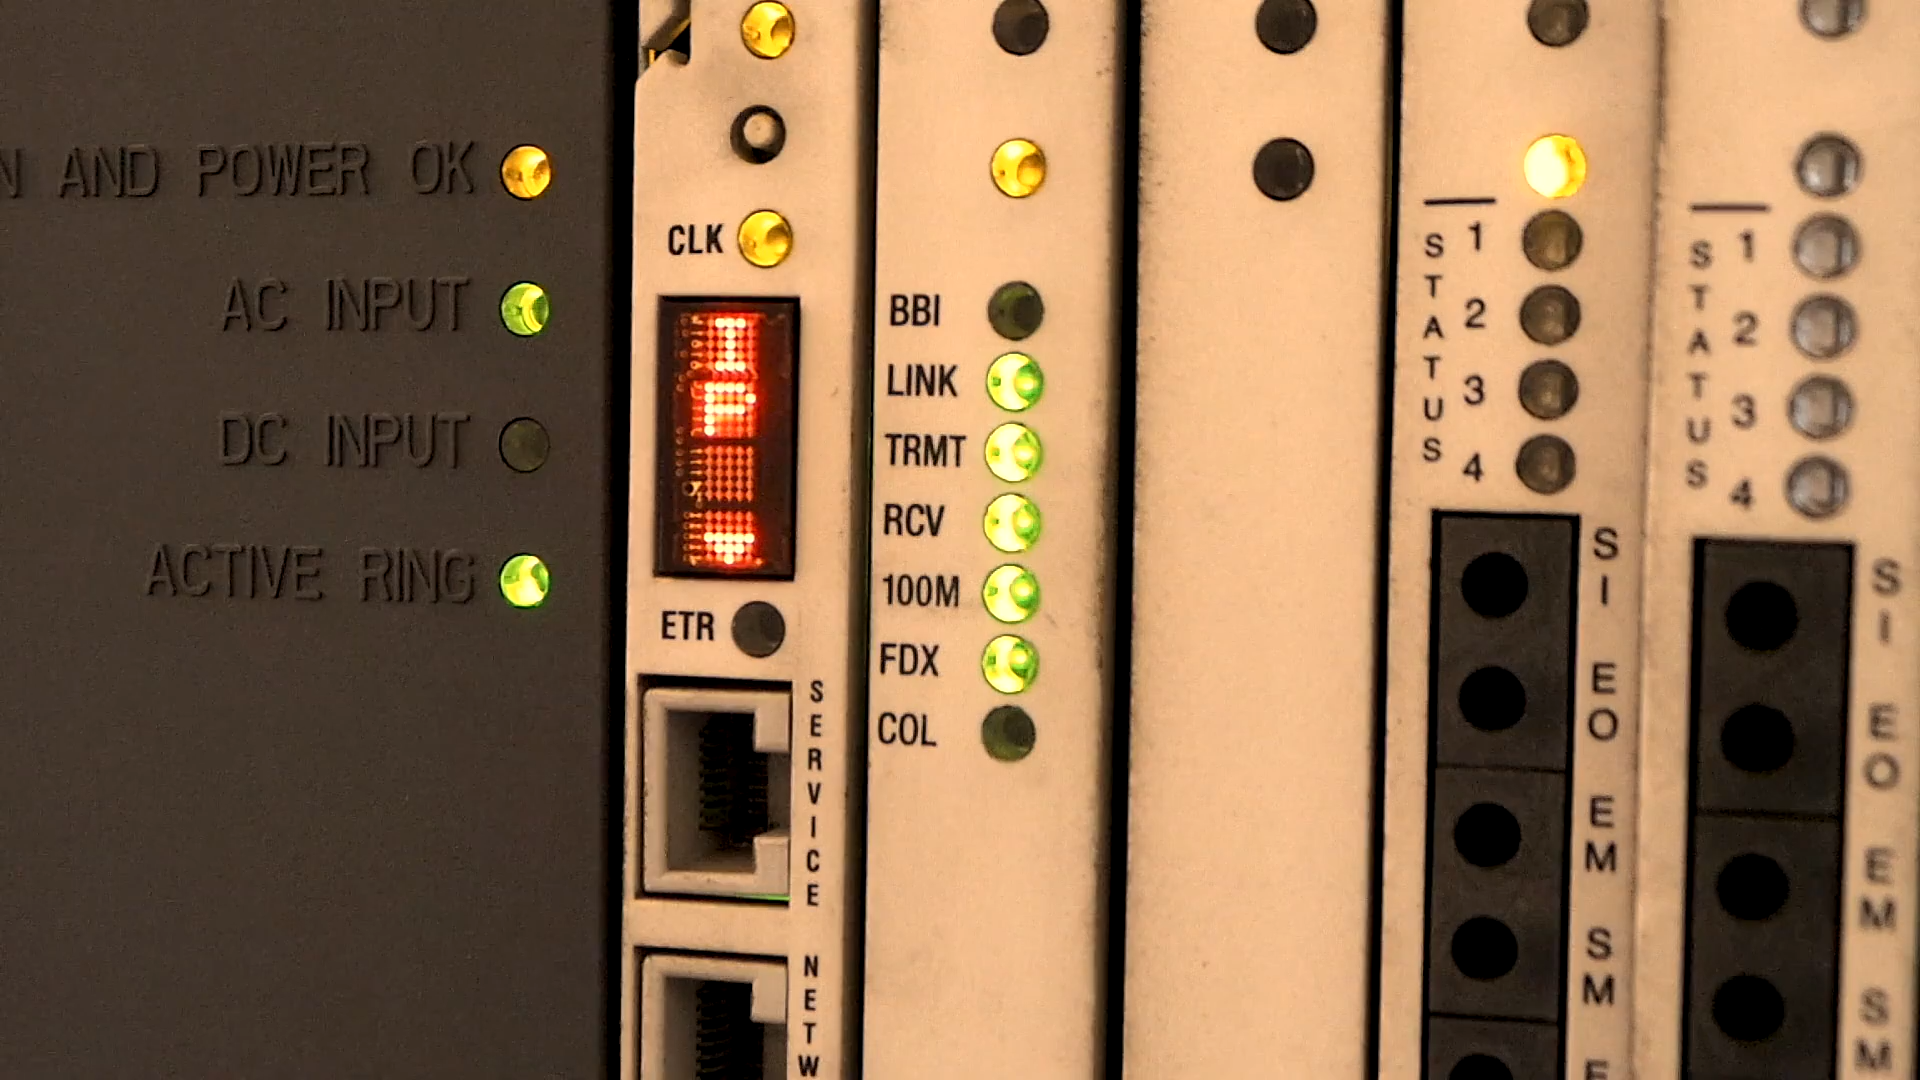 N AND POWER OK
AC INPUT
DC INPUT
ACTIVE RING
CLK
IP
ETR
SERVICE
NETW
BBI
LINK
TRMT
RCV
100M
FDX
COL
STATUS
1
2
3
4
SI
EO
EM
SM
E
STATUS
1
2
3
4
SI
EO
EM
SM